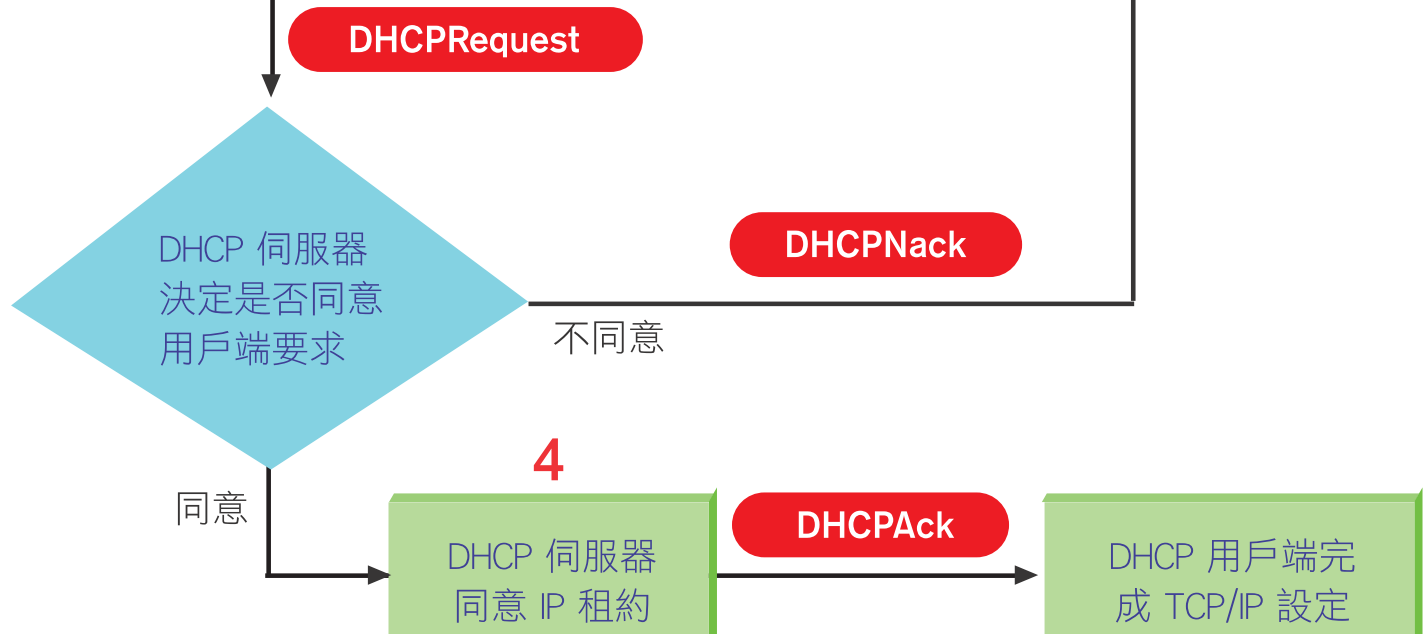 DHCPRequest
DHCP 伺服器
決定是否同意
用戶端要求
DHCPNack
不同意
同意
4
DHCP 伺服器
同意 IP 租約
DHCPAck
DHCP 用戶端完
成 TCP/IP 設定